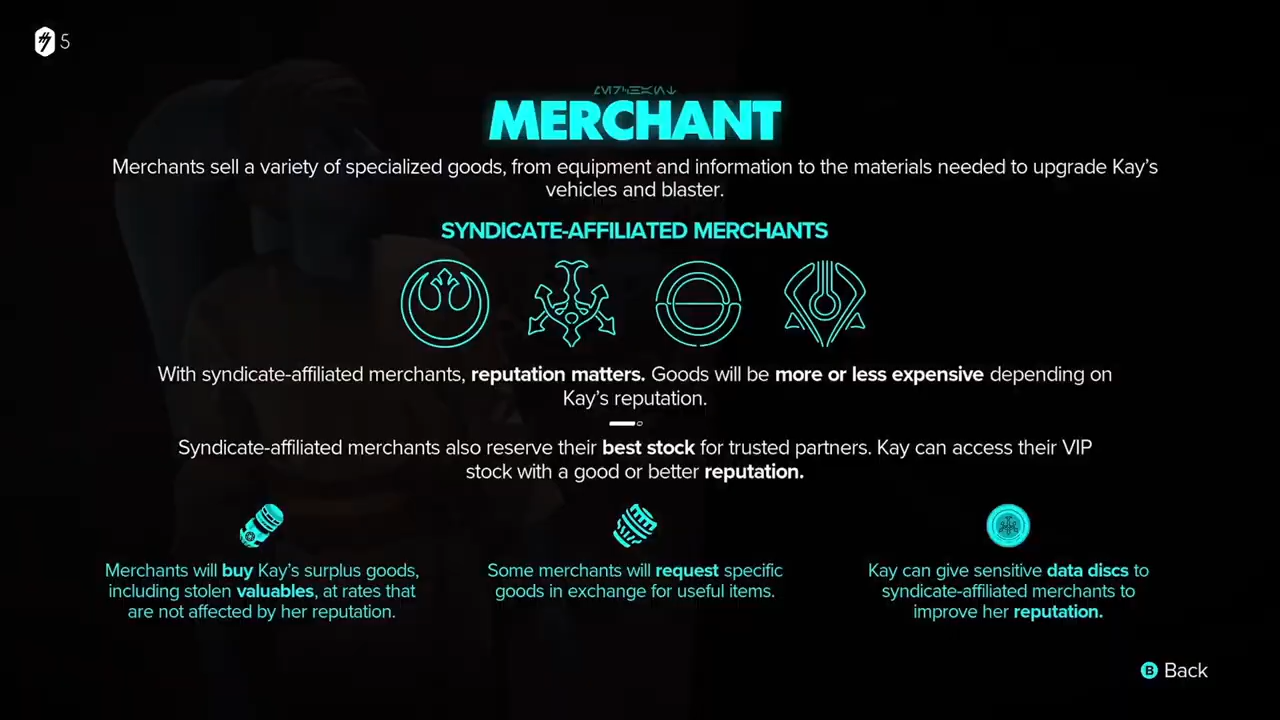 5
MERCHANT
Merchants sell a variety of specialized goods, from equipment and information to the materials needed to upgrade Kay's
vehicles and blaster.
SYNDICATE-AFFILIATED MERCHANTS
With syndicate-affiliated merchants, reputation matters. Goods will be more or less expensive depending on
Kay's reputation.
Syndicate-affiliated merchants also reserve their best stock for trusted partners. Kay can access their VIP
stock with a good or better reputation.
Merchants will buy Kay's surplus goods,
including stolen valuables, at rates that
are not affected by her reputation.
Some merchants will request specific
goods in exchange for useful items.
Kay can give sensitive data discs to
syndicate-affiliated merchants to
improve her reputation.
B Back